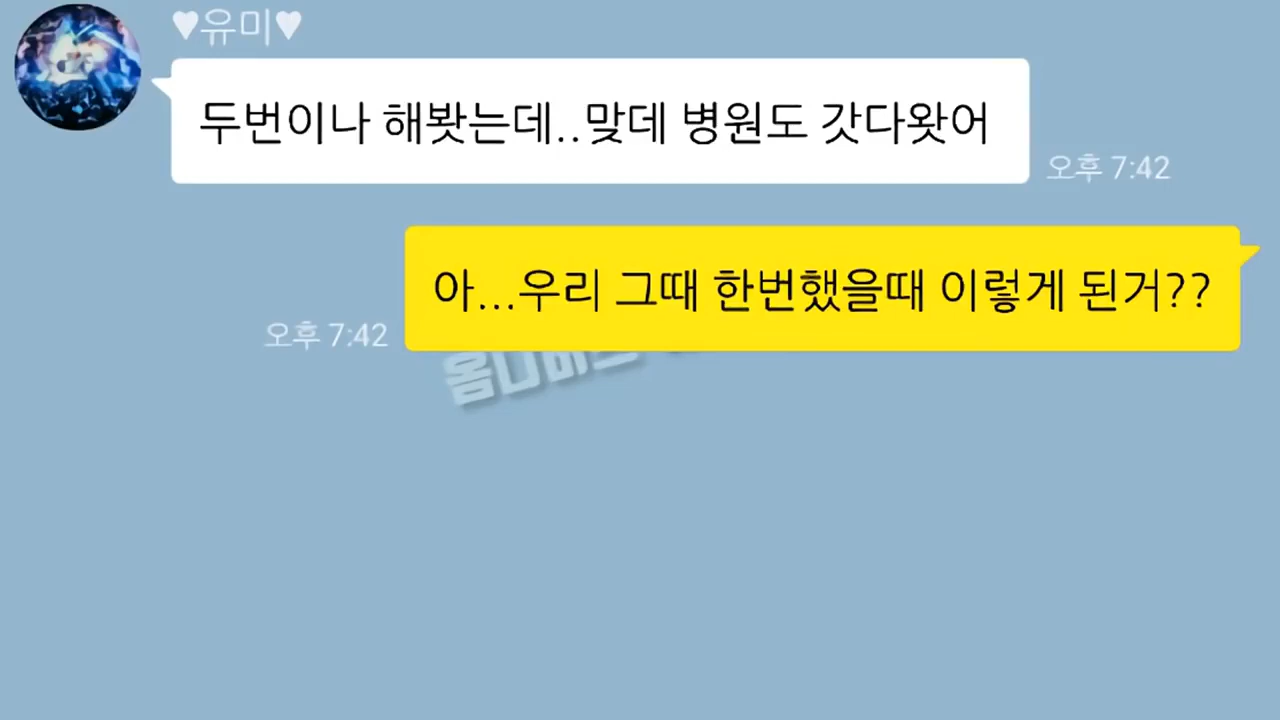 ♥유미♥
두번이나 해봣는데..맞데 병원도 갓다왓어
오후 7:42
아...우리 그때 한번했을때 이렇게 된거??
오후 7:42